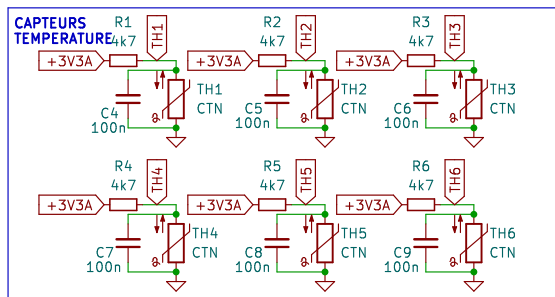 CAPTEURS
TEMPERATURE
R1
4k7
TH1
+3V3A
C4
100n
TH1
CTN
R2
4k7
TH2
+3V3A
C5
100n
TH2
CTN
R3
4k7
TH3
+3V3A
C6
100n
TH3
CTN
R4
4k7
TH4
+3V3A
C7
100n
TH4
CTN
R5
4k7
TH5
+3V3A
C8
100n
TH5
CTN
R6
4k7
TH6
+3V3A
C9
100n
TH6
CTN